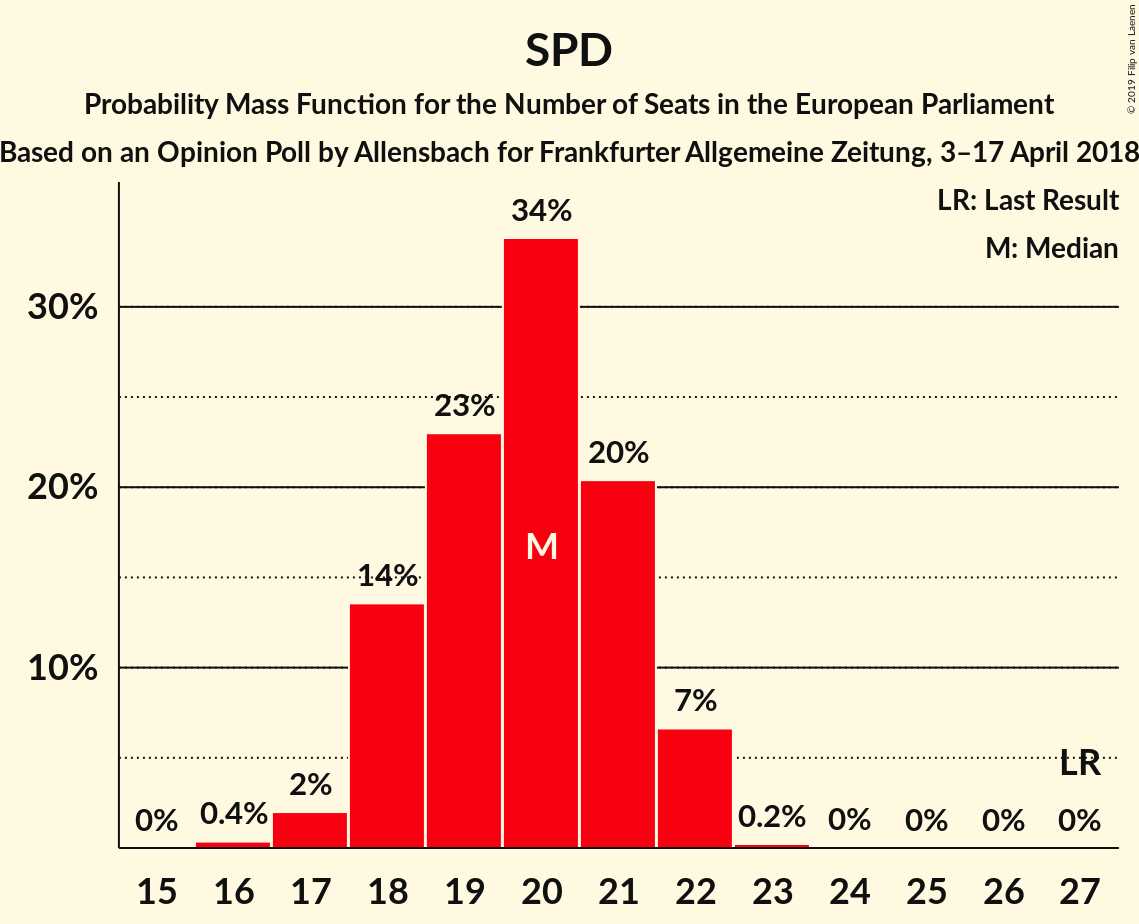 SPD
Probability Mass Function for the Number of Seats in the European Parliament
Based on an Opinion Poll by Allensbach for Frankfurter Allgemeine Zeitung, 3–17 April 2018
© 2019 Filip van Laenen
LR: Last Result
M: Median
34%
30%
23%
20%
20%
M
14%
10%
7%
LR
2%
0% 0.4% 0.2% 0% 0% 0% 0%
15 16 17 18 19 20 21 22 23 24 25 26 27